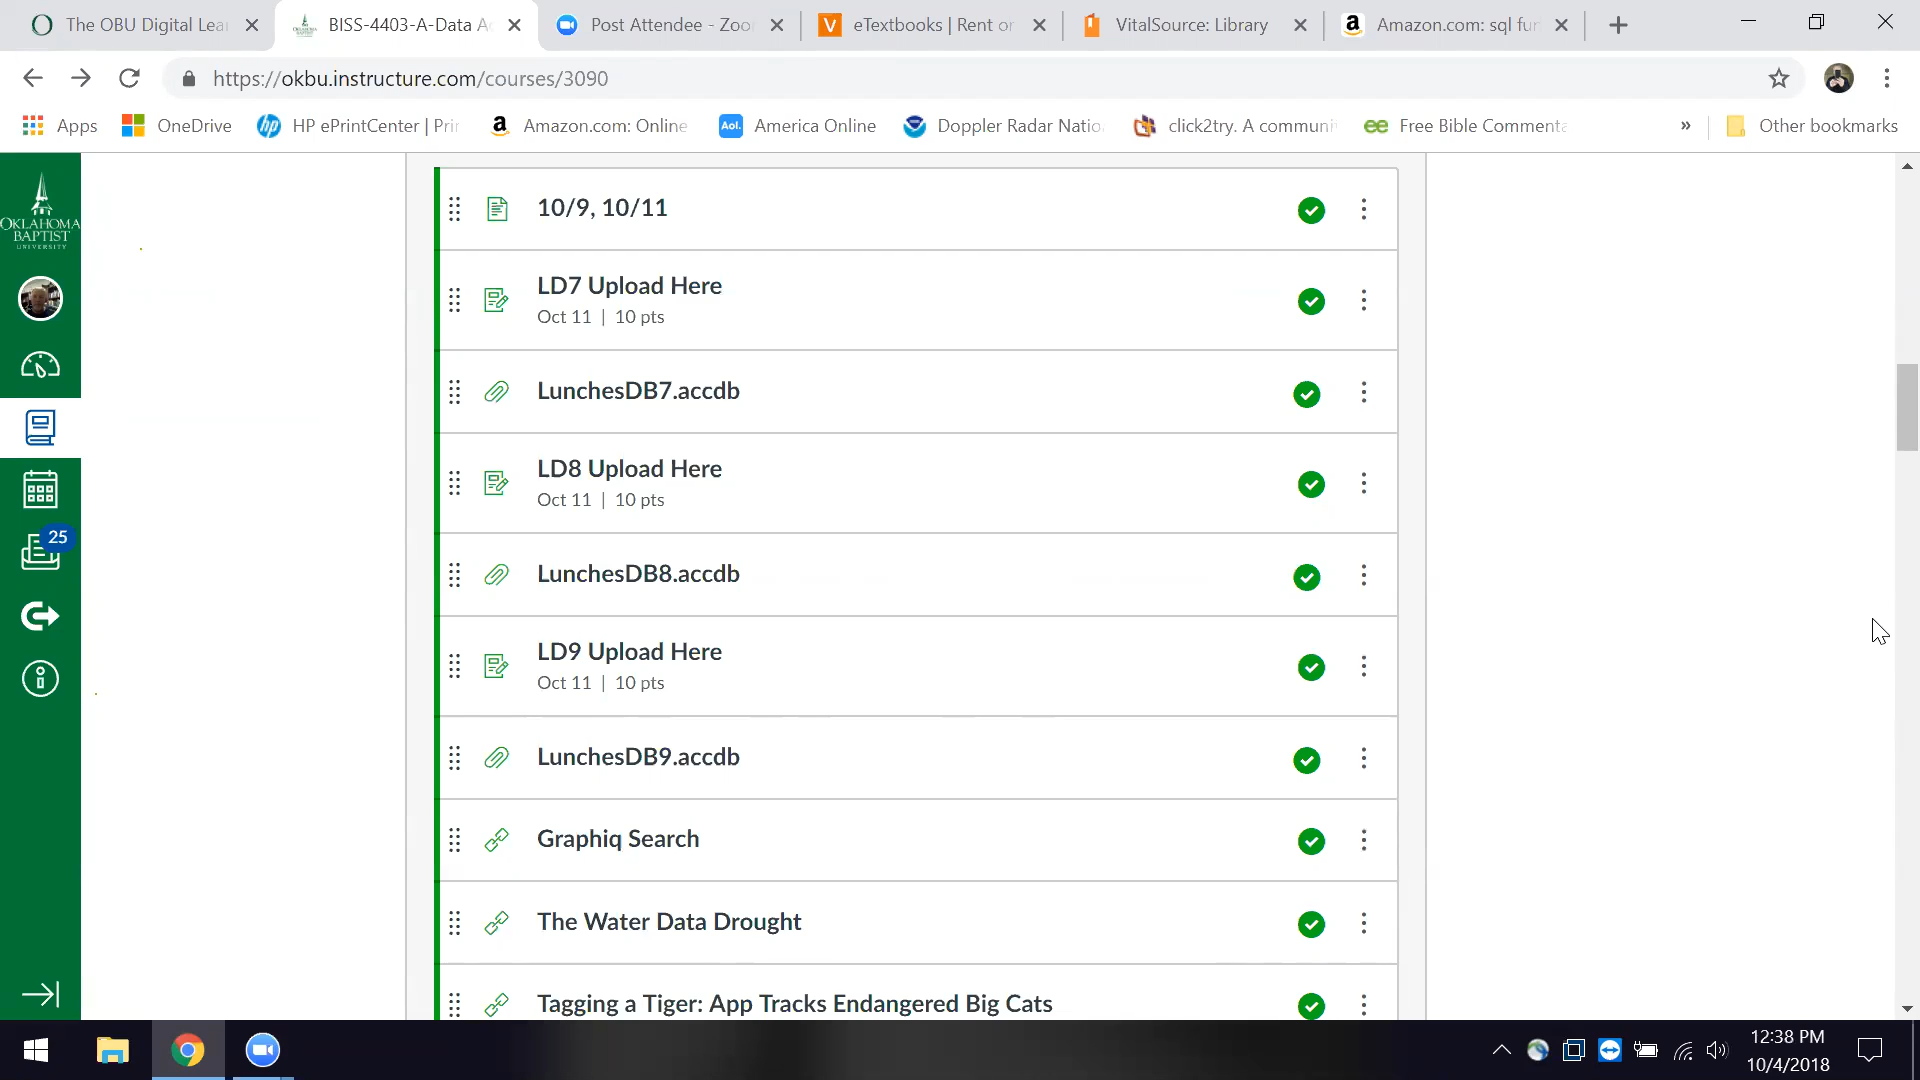 The OBU Digital Lea
BISS-4403-A-Data A
Post Attendee - Zoo
eTextbooks | Rent or
VitalSource: Library
Amazon.com: sql fun
https://okbu.instructure.com/courses/3090
Apps
OneDrive
HP ePrintCenter | Pri
Amazon.com: Online
Aol.
America Online
Doppler Radar Natio
click2try. A communi
Free Bible Commenta
»
Other bookmarks
OKLAHOMA
BAPTIST
UNIVERSITY
25
10/9, 10/11
LD7 Upload Here
Oct 11 | 10 pts
LunchesDB7.accdb
LD8 Upload Here
Oct 11 | 10 pts
LunchesDB8.accdb
LD9 Upload Here
Oct 11 | 10 pts
LunchesDB9.accdb
Graphiq Search
The Water Data Drought
Tagging a Tiger: App Tracks Endangered Big Cats
12:38 PM
10/4/2018